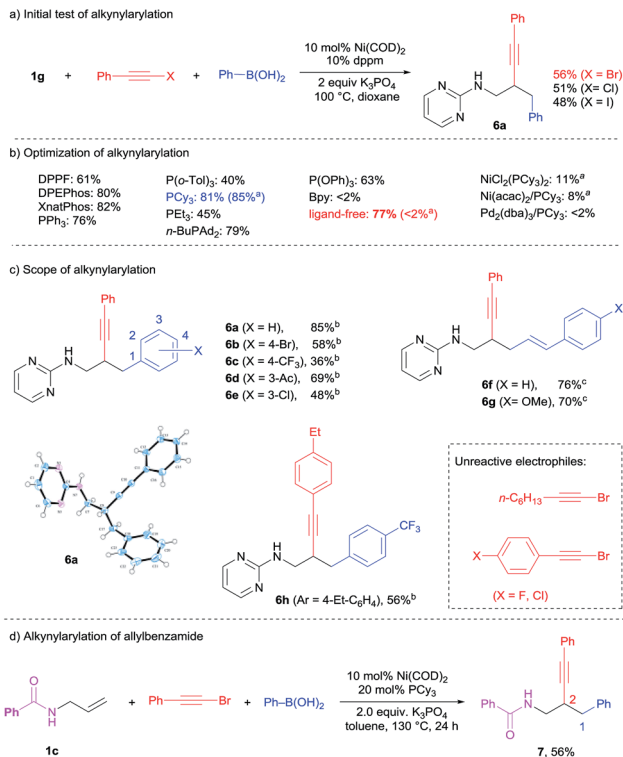 a) Initial test of alkynylarylation
1g + Ph X + Ph-B(OH)2
10 mol% Ni(COD)2
10% dppm
2 equiv K3PO4
100 °C, dioxane
Ph
N
N
H
N
Ph
6a
56% (X = Br)
51% (X= Cl)
48% (X = I)
b) Optimization of alkynylarylation
DPPF: 61%
DPEPhos: 80%
XnatPhos: 82%
PPh3: 76%
P(o-Tol)3: 40%
PCy3: 81% (85%a)
PEt3: 45%
n-BuPAd2: 79%
P(OPh)3: 63%
Bpy: <2%
ligand-free: 77% (<2%a)
NiCl2(PCy3)2: 11%a
Ni(acac)2/PCy3: 8%a
Pd2(dba)3/PCy3: <2%
c) Scope of alkynylarylation
Ph
N
N
H
N
1
2
3
4
X
6a (X = H), 85%b
6b (X = 4-Br), 58%b
6c (X = 4-CF3), 36%b
6d (X = 3-Ac), 69%b
6e (X = 3-Cl), 48%b
Ph
N
N
H
N
X
6f (X = H), 76%c
6g (X= OMe), 70%c
6a
Et
CF3
N
N
H
N
6h (Ar = 4-Et-C6H4), 56%b
Unreactive electrophiles:
n-C6H13 Br
X Br
(X = F, Cl)
d) Alkynylarylation of allylbenzamide
O
Ph N
H
1c
+ Ph Br + Ph-B(OH)2
10 mol% Ni(COD)2
20 mol% PCy3
2.0 equiv. K3PO4
toluene, 130 °C, 24 h
Ph
Ph
H
N
O
2
1
Ph
7, 56%